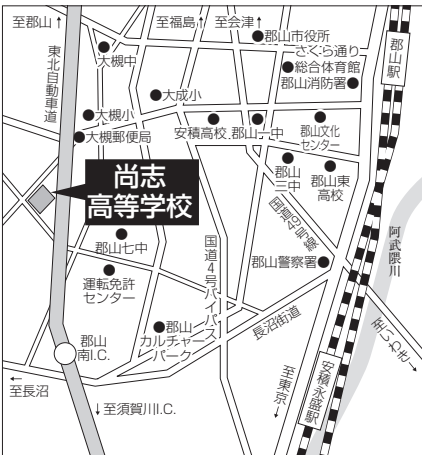 至郡山↑
至福島↑
至会津↑
東北自動車道
大槻中
郡山市役所
さくら通り
総合体育館
郡山消防署
郡山駅
大成小
大槻小
大槻郵便局
安積高校
郡山一中
郡山文化
センター
尚志
高等学校
郡山
三中
郡山東
高校
国道49号線
阿武隈川
郡山七中
国道4号バイパス
郡山警察署
運転免許
センター
長沼街道
郡山
カルチャー
パーク
至いわき→
郡山
南I.C.
安積永盛駅
←
至長沼
至東京↓
↓至須賀川I.C.